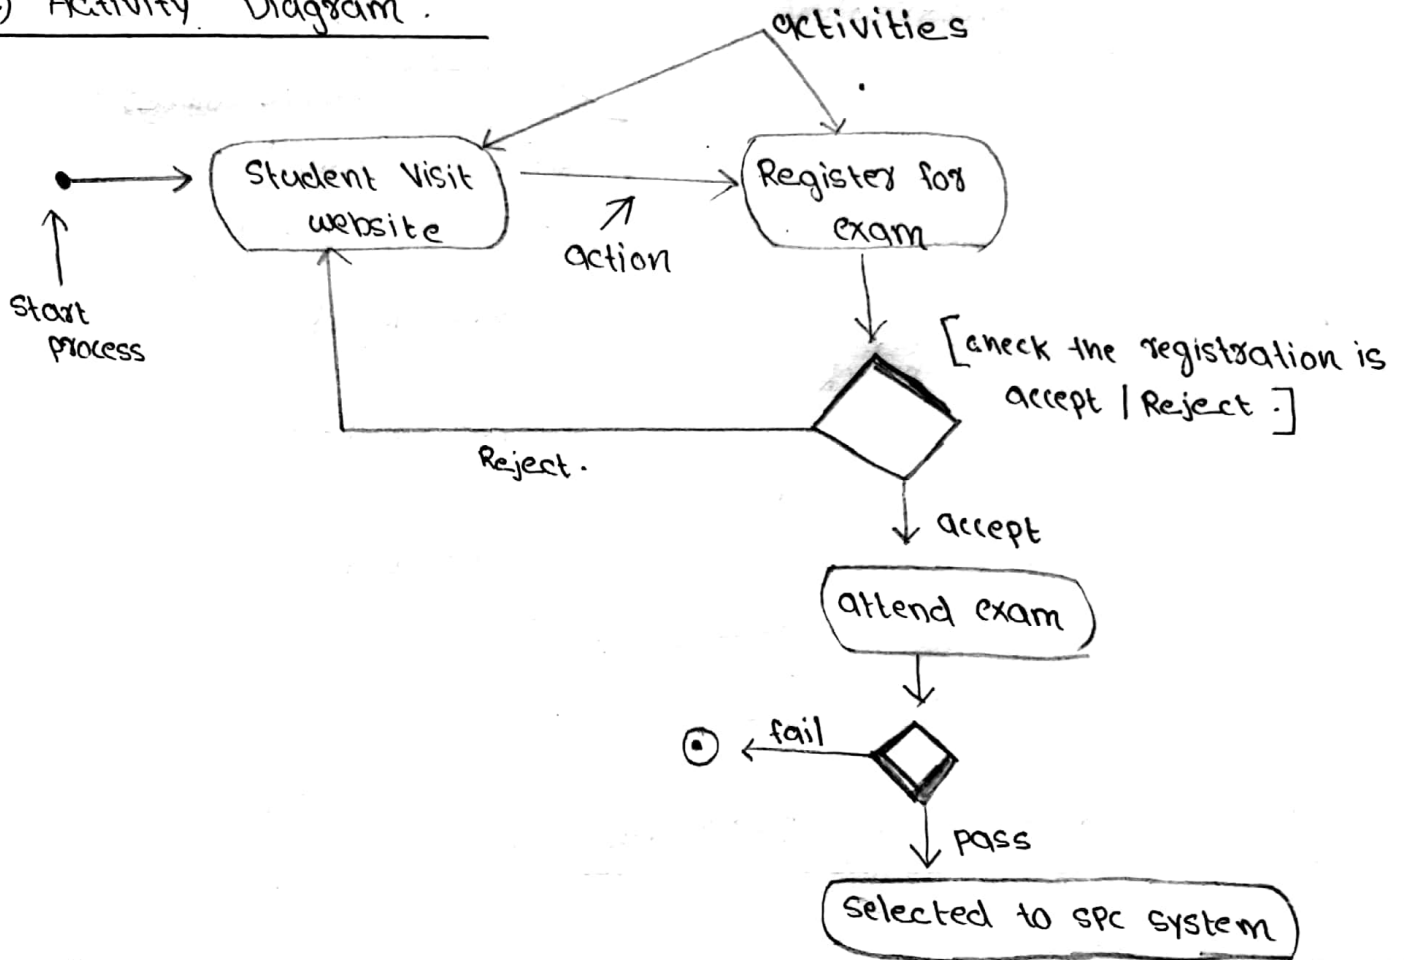 Activity Diagram.
activities
Student Visit
website
Register for
exam
action
Start
process
[check the registration is
accept | Reject.]
Reject.
accept
attend exam
fail
pass
selected to SPC system